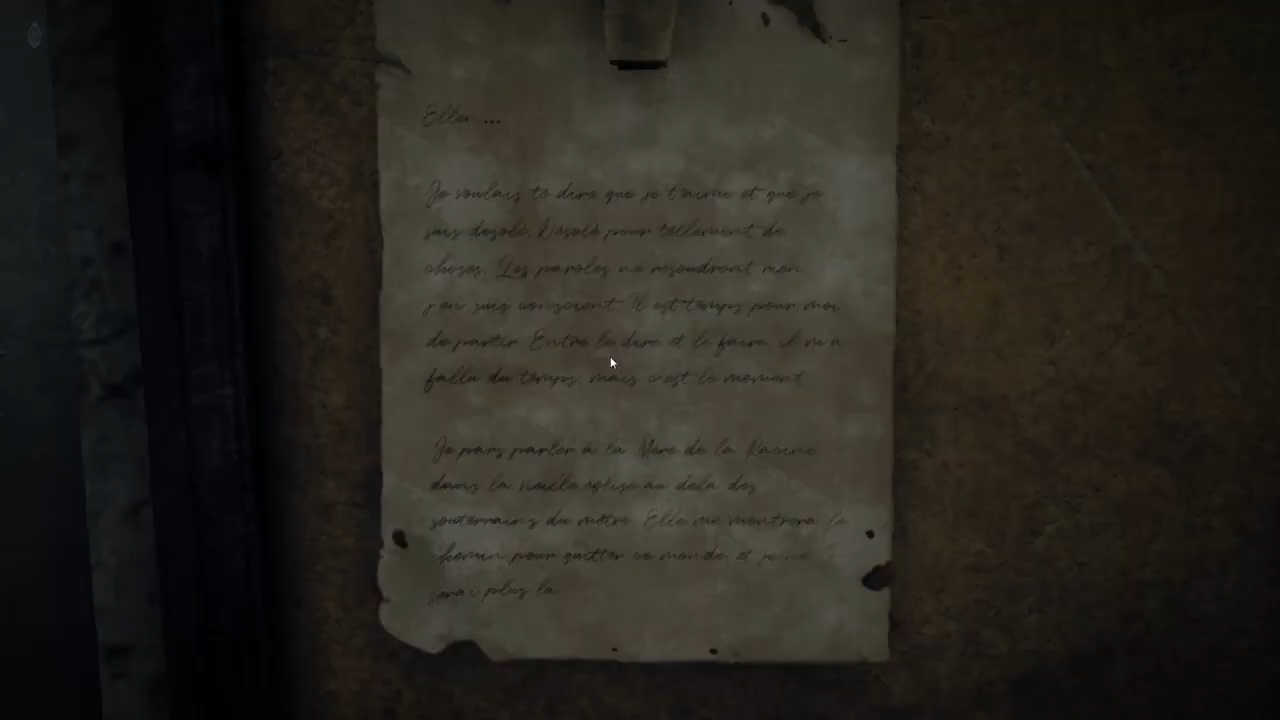 Ellen ...
Je voulais te dire que je t'aime et que je
suis désolé. Désolé pour tellement de
choses. Les paroles ne résoudront rien
j'en suis conscient. Il est temps pour moi
de partir. Entre le dire et le faire, il m'a
fallu du temps, mais c'est le moment
Je pars parler à la Mère de la Racine
dans la vieille église au delà des
souterrains du métro. Elle me montrera le
chemin pour quitter ce monde, et je ne
serai plus là